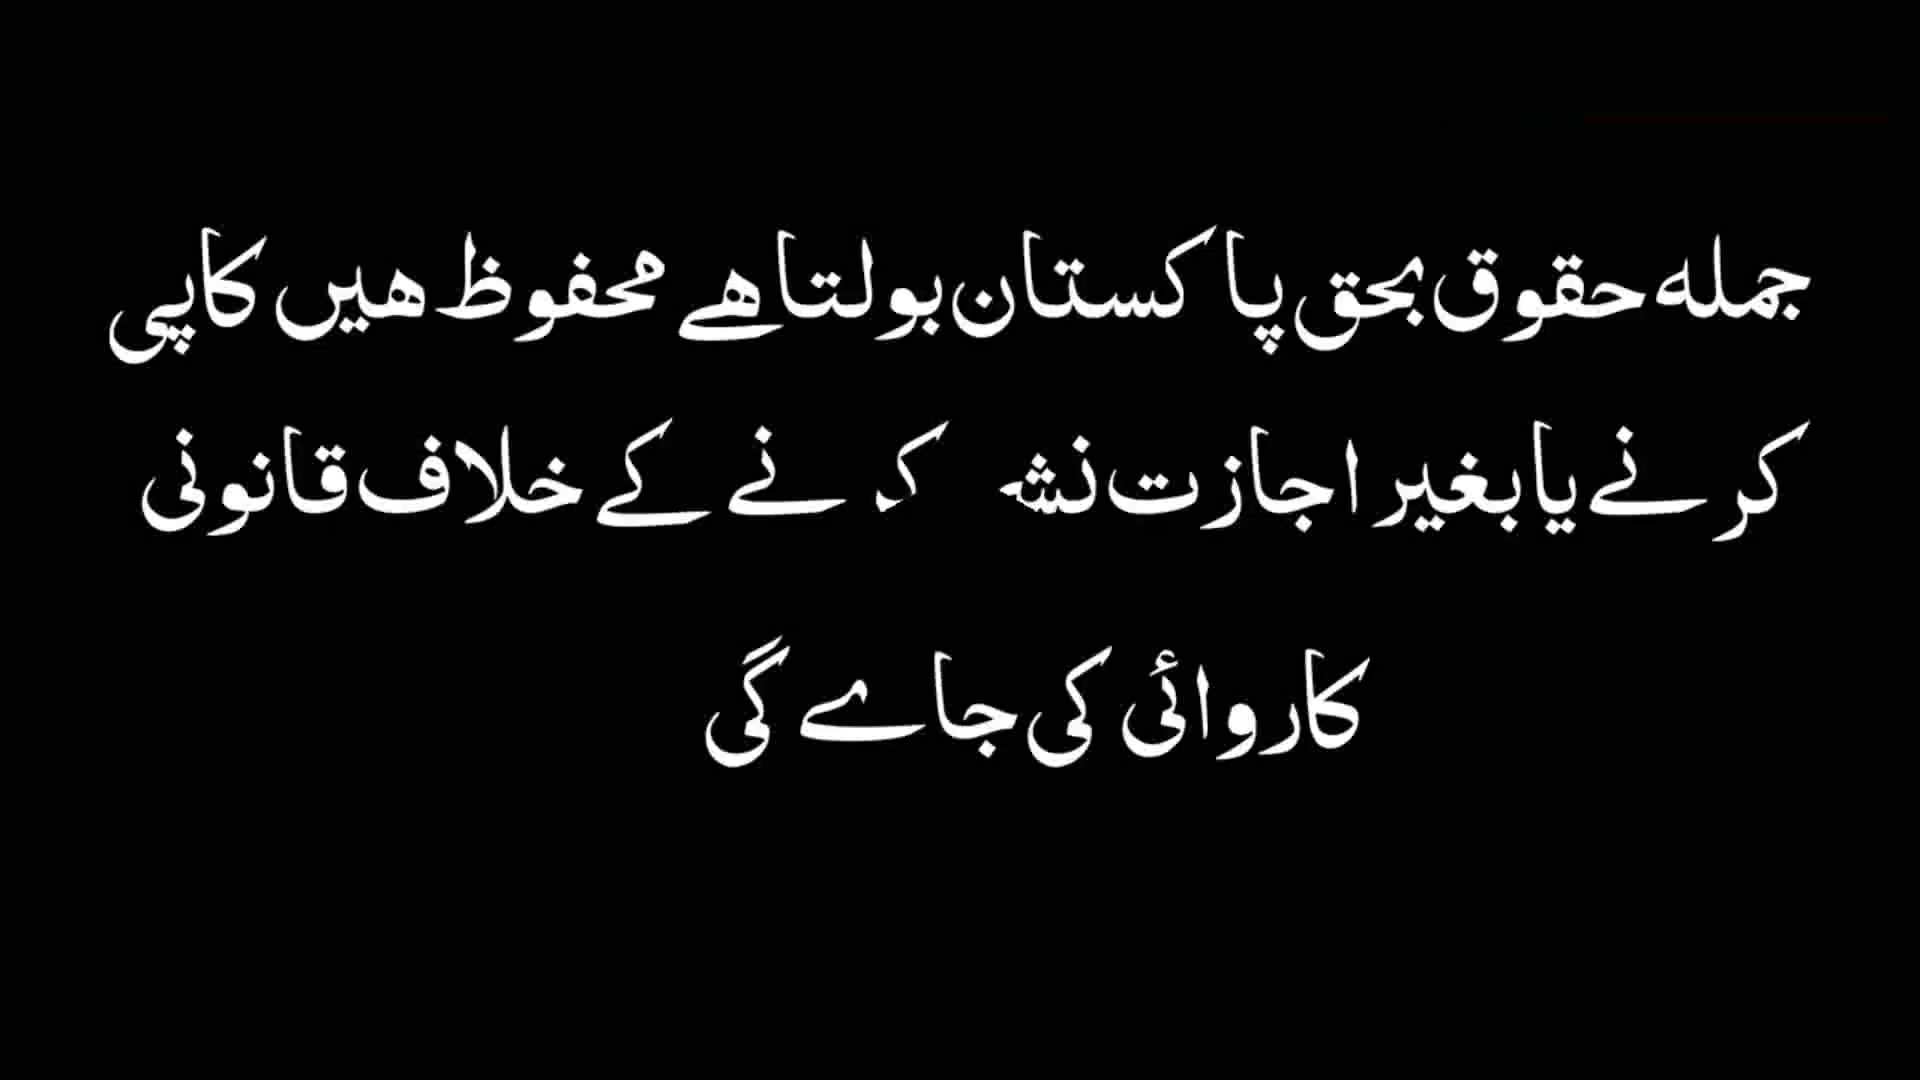 جملہ حقوق بحق پاکستان بولتا ھے محفوظ ھیں کاپی
کرنے یا بغیر اجازت نشر کرنے کے خلاف قانونی
کاروائی کی جاے گی